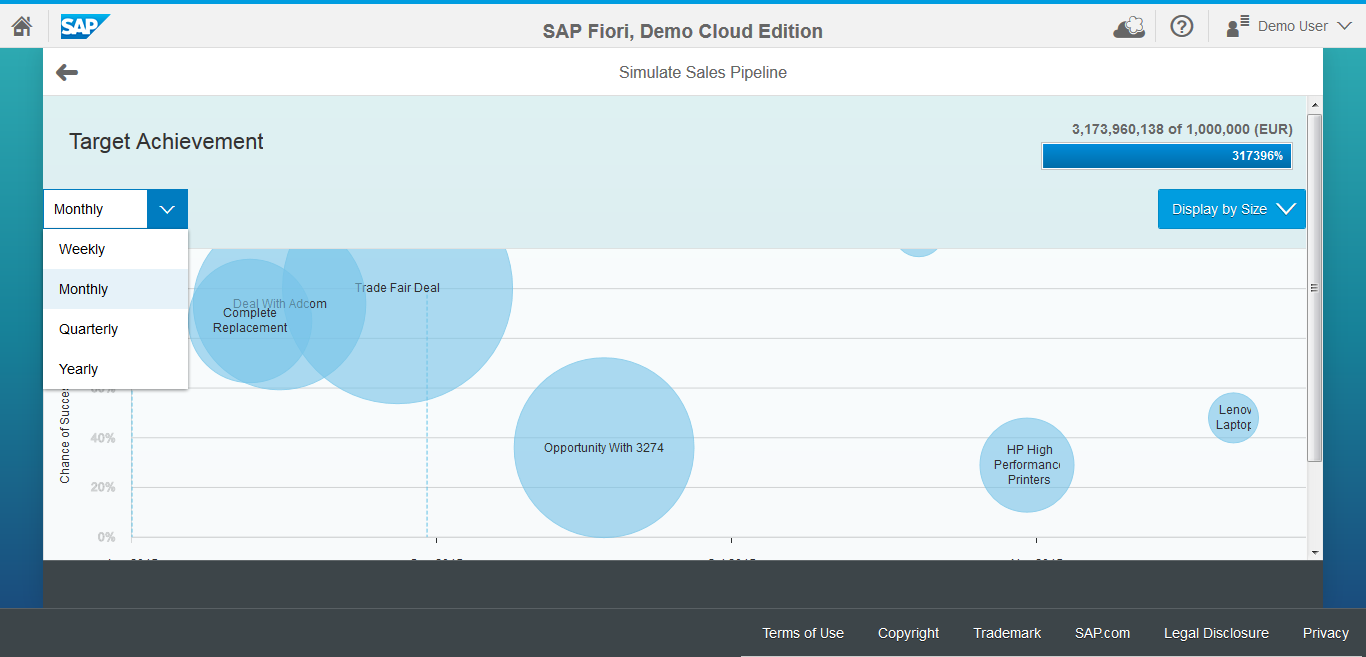 SAP
SAP Fiori, Demo Cloud Edition
Demo User
Simulate Sales Pipeline
Target Achievement
3,173,960,138 of 1,000,000 (EUR)
317396%
Monthly
Display by Size
Weekly
Monthly
Quarterly
Yearly
Trade Fair Deal
Deal With Adcom
Complete
Replacement
Chance of Succes
40%
20%
0%
Opportunity With 3274
HP High
Performanc
Printers
Lenov
Laptop
Terms of Use
Copyright
Trademark
SAP.com
Legal Disclosure
Privacy